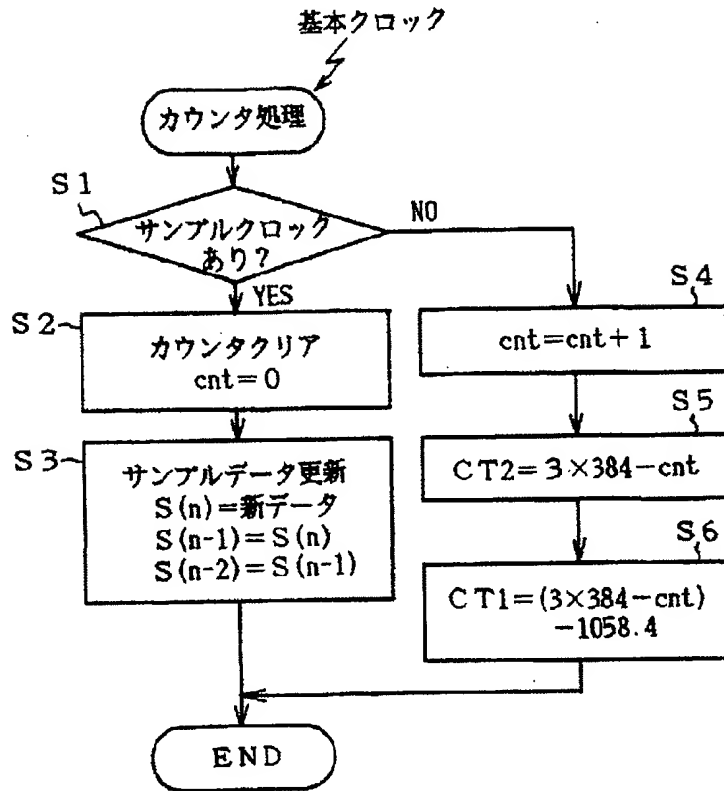 基本クロック
カウンタ処理
S1
サンプルクロック
あり?
NO
YES
S2
カウンタクリア
cnt=0
S3
サンプルデータ更新
S(n)=新データ
S(n-1)=S(n)
S(n-2)=S(n-1)
S4
cnt=cnt+1
S5
CT2=3×384-cnt
S6
CT1=(3×384-cnt)
-1058.4
END